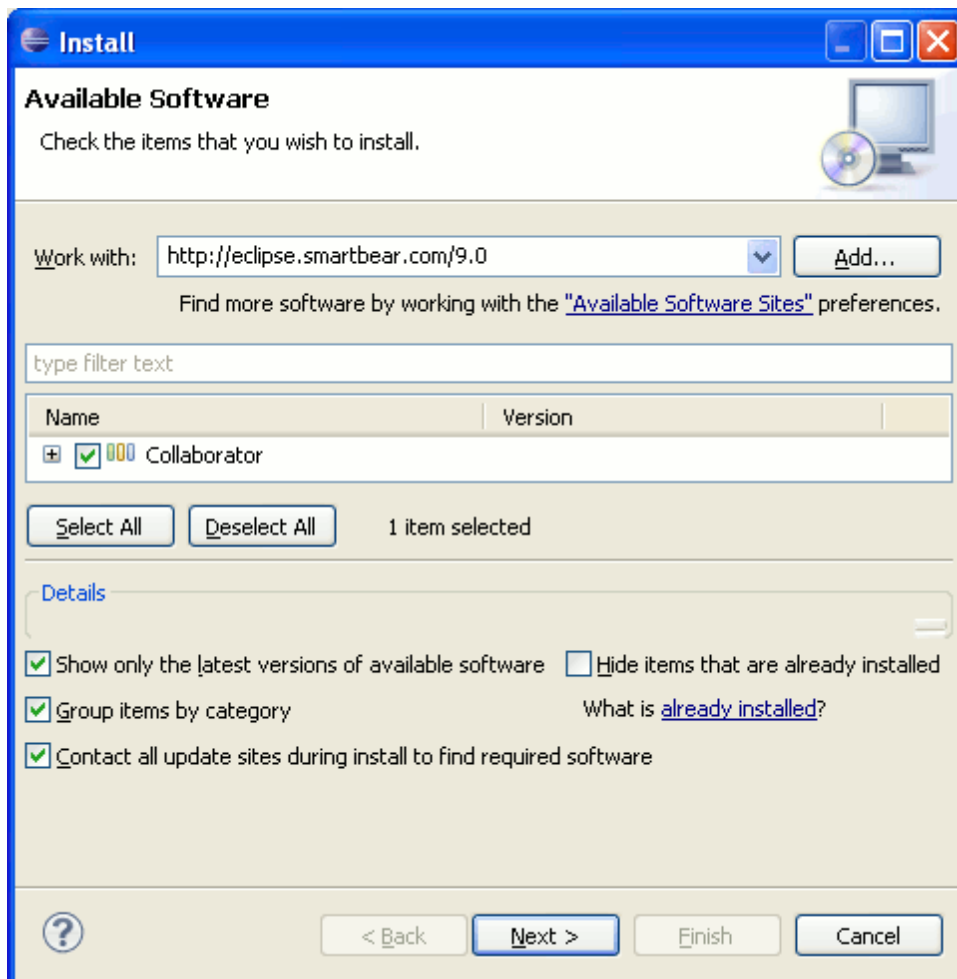 Install
Available Software
Check the items that you wish to install.
Work with: http://eclipse.smartbear.com/9.0 Add...
Find more software by working with the "Available Software Sites" preferences.
type filter text
Name Version
Collaborator
Select All Deselect All 1 item selected
Details
Show only the latest versions of available software Hide items that are already installed
Group items by category What is already installed?
Contact all update sites during install to find required software
? < Back Next > Finish Cancel